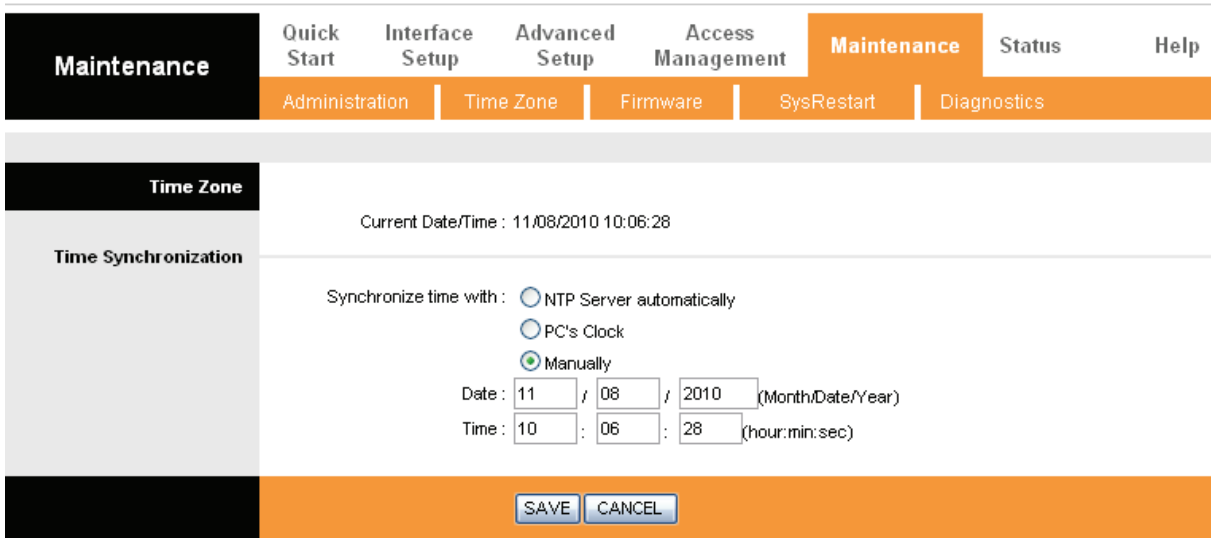 Maintenance
Quick Start
Interface Setup
Advanced Setup
Access Management
Maintenance
Status
Help
Administration
Time Zone
Firmware
SysRestart
Diagnostics
Time Zone
Current Date/Time : 11/08/2010 10:06:28
Time Synchronization
Synchronize time with : NTP Server automatically
PC's Clock
Manually
Date : 11 / 08 / 2010 (Month/Date/Year)
Time : 10 : 06 : 28 (hour:min:sec)
SAVE CANCEL